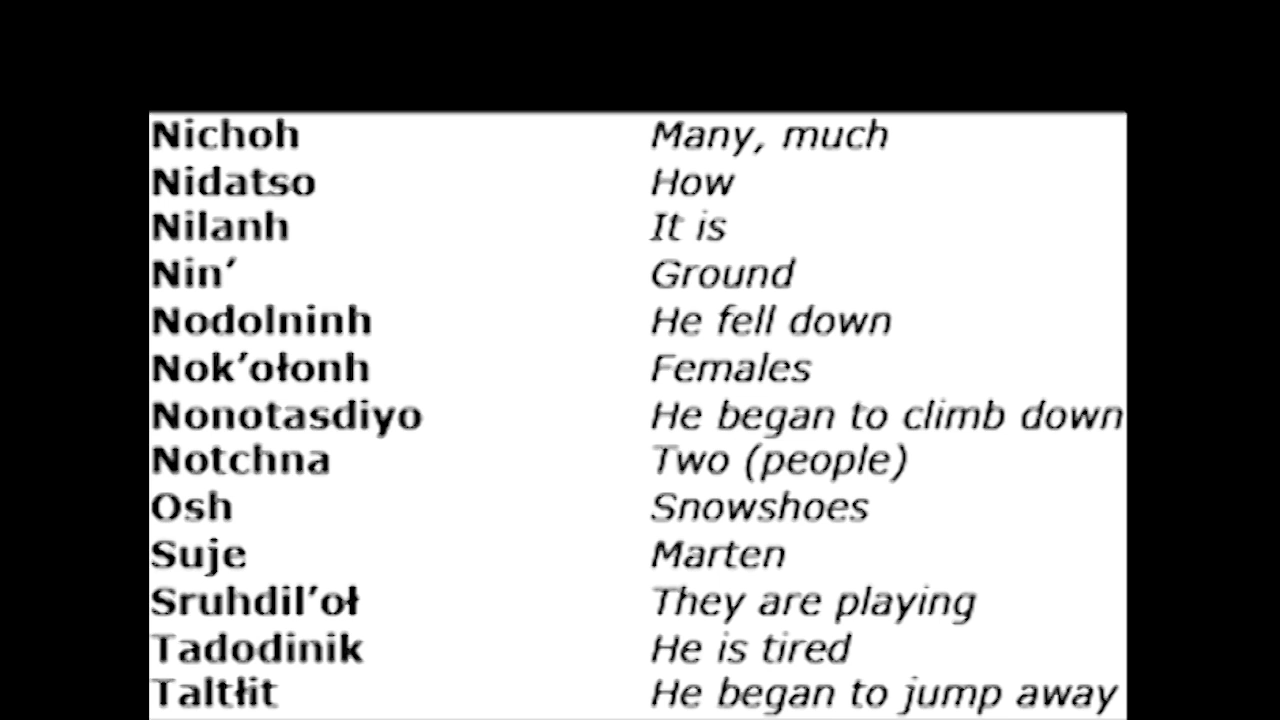 Nichoh Many, much
Nidatso How
Nilanh It is
Nin’ Ground
Nodolninh He fell down
Nok’ołonh Females
Nonotasdiyo He began to climb down
Notchna Two (people)
Osh Snowshoes
Suje Marten
Sruhdil’oł They are playing
Tadodinik He is tired
Taltłit He began to jump away